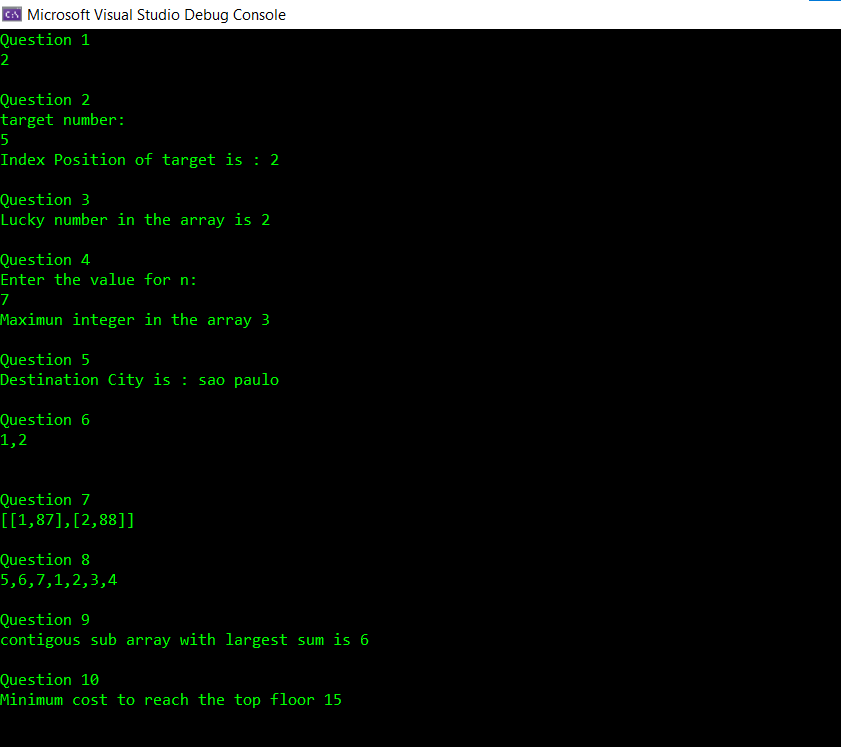 C:\ Microsoft Visual Studio Debug Console
Question 1
2
Question 2
target number:
5
Index Position of target is : 2
Question 3
Lucky number in the array is 2
Question 4
Enter the value for n:
7
Maximun integer in the array 3
Question 5
Destination City is : sao paulo
Question 6
1,2
Question 7
[[1,87],[2,88]]
Question 8
5,6,7,1,2,3,4
Question 9
contigous sub array with largest sum is 6
Question 10
Minimum cost to reach the top floor 15